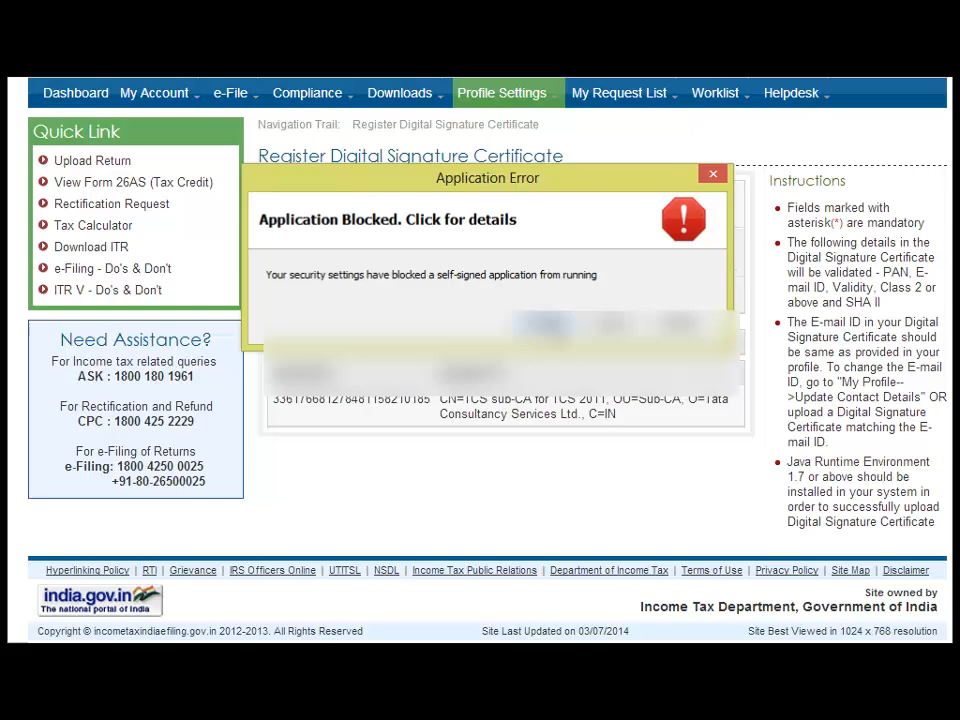 Dashboard My Account e-File Compliance Downloads Profile Settings My Request List Worklist Helpdesk
Quick Link
Upload Return
View Form 26AS (Tax Credit)
Rectification Request
Tax Calculator
Download ITR
e-Filing - Do's & Don't
ITR V - Do's & Don't
Need Assistance?
For Income tax related queries
ASK : 1800 180 1961
For Rectification and Refund
CPC : 1800 425 2229
For e-Filing of Returns
e-Filing: 1800 4250 0025
+91-80-26500025
Navigation Trail: Register Digital Signature Certificate
Register Digital Signature Certificate
Application Error
Application Blocked. Click for details
Your security settings have blocked a self-signed application from running
CN=TCS sub-CA for TCS 2011, OU=Sub-CA, O=Tata
Consultancy Services Ltd., C=IN
Instructions
Fields marked with
asterisk(*) are mandatory
The following details in the
Digital Signature Certificate
will be validated - PAN, E-
mail ID, Validity, Class 2 or
above and SHA II
The E-mail ID in your Digital
Signature Certificate should
be same as provided in your
profile. To change the E-mail
ID, go to "My Profile--
>Update Contact Details" OR
upload a Digital Signature
Certificate matching the E-
mail ID.
Java Runtime Environment
1.7 or above should be
installed in your system in
order to successfully upload
Digital Signature Certificate
Hyperlinking Policy | RTI | Grievance | IRS Officers Online | UTITSL | NSDL | Income Tax Public Relations | Department of Income Tax | Terms of Use | Privacy Policy | Site Map | Disclaimer
india.gov.in
The national portal of India
Site owned by
Income Tax Department, Government of India
Copyright © incometaxindiaefiling.gov.in 2012-2013. All Rights Reserved
Site Last Updated on 03/07/2014
Site Best Viewed in 1024 x 768 resolution